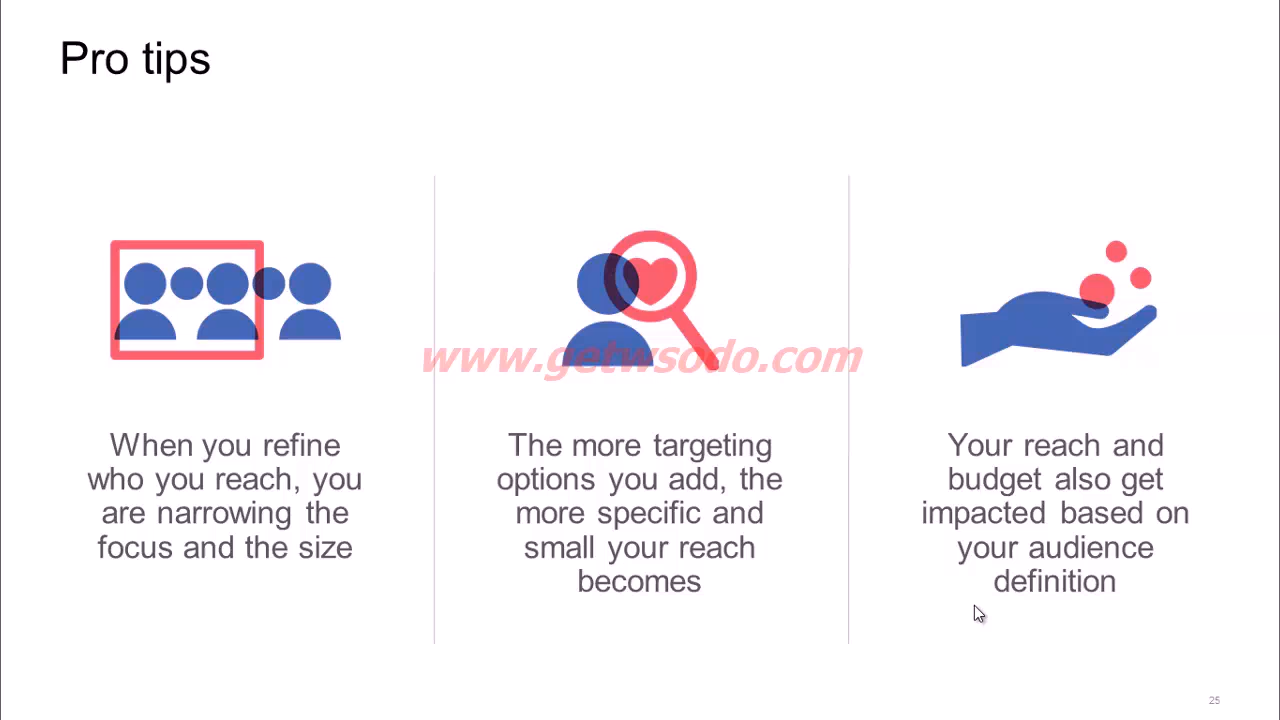 Pro tips
www.getwsodo.com
When you refine
who you reach, you
are narrowing the
focus and the size
The more targeting
options you add, the
more specific and
small your reach
becomes
Your reach and
budget also get
impacted based on
your audience
definition
25